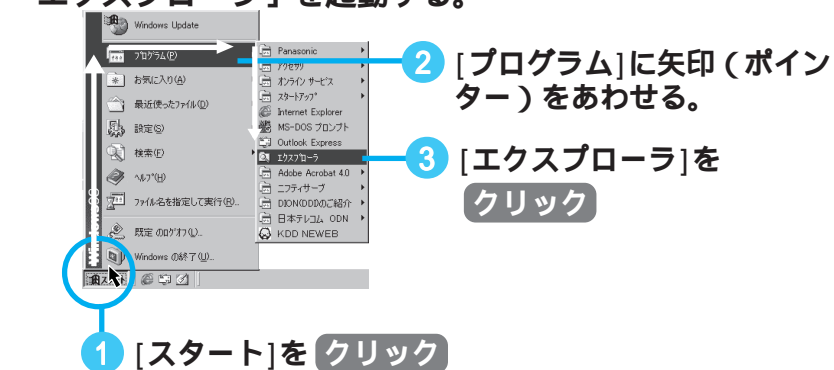 エクスプローラ」を起動する。
Windows Update
プログラム(P)
お気に入り(A)
最近使ったファイル(D)
設定(S)
検索(F)
ヘルプ(H)
ファイル名を指定して実行(R)...
既定 のログオフ(L)...
Windows の終了(U)...
Panasonic
アクセサリ
オンライン サービス
スタートアップ
Internet Explorer
MS-DOS プロンプト
Outlook Express
エクスプローラ
Adobe Acrobat 4.0
ニフティサーブ
DION(DDI)のご紹介
日本テレコム ODN
KDD NEWEB
2 [プログラム]に矢印(ポイン
ター)をあわせる。
3 [エクスプローラ]を
クリック
1 [スタート]を クリック